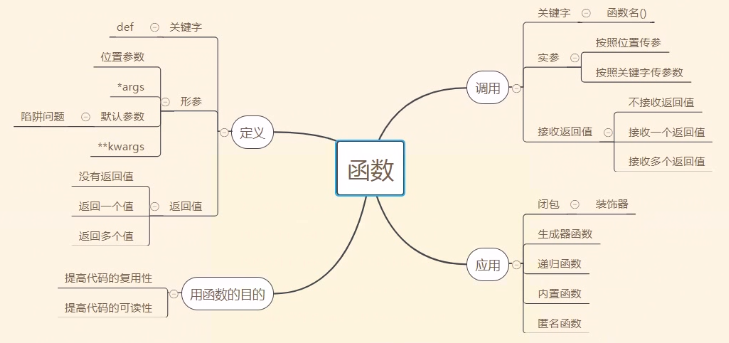 函数
定义
关键字
def
形参
位置参数
*args
默认参数
陷阱问题
**kwargs
返回值
没有返回值
返回一个值
返回多个值
用函数的目的
提高代码的复用性
提高代码的可读性
调用
关键字
函数名()
实参
按照位置传参
按照关键字传参数
接收返回值
不接收返回值
接收一个返回值
接收多个返回值
应用
闭包
装饰器
生成器函数
递归函数
内置函数
匿名函数